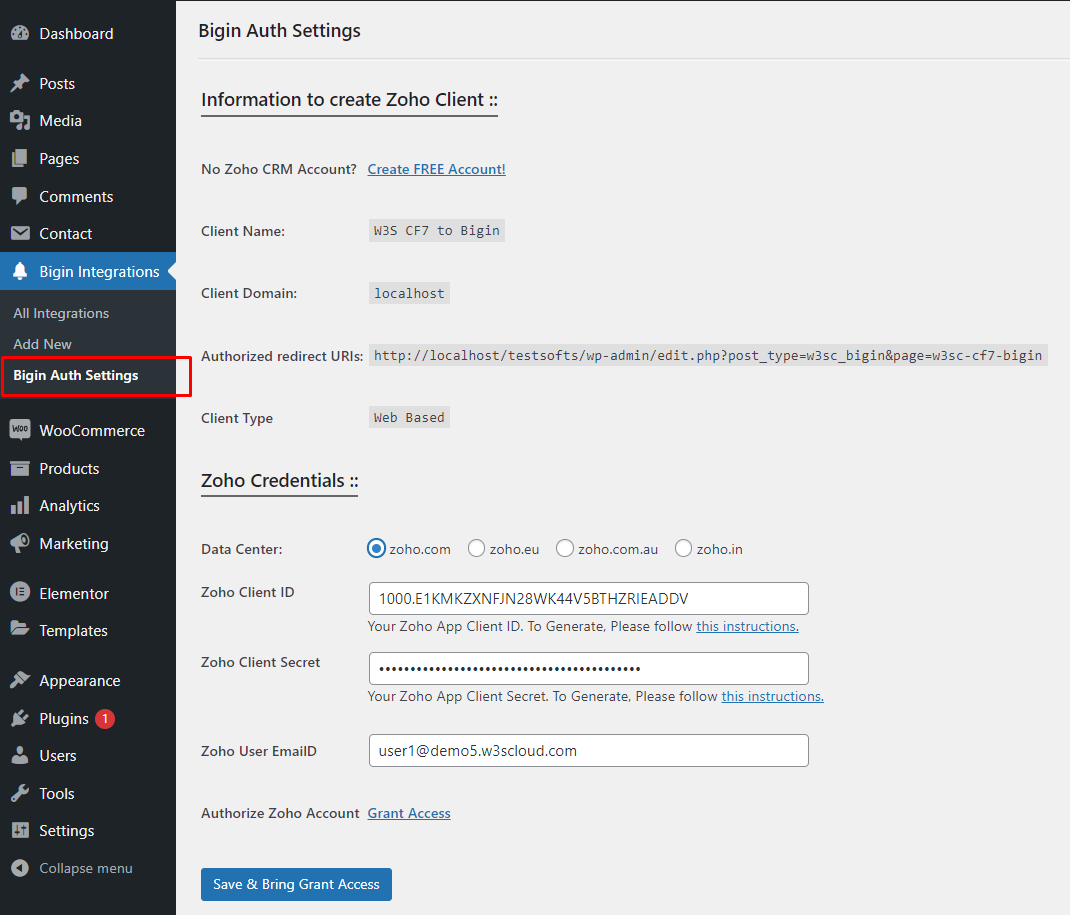 Dashboard
Posts
Media
Pages
Comments
Contact
Bigin Integrations
All Integrations
Add New
Bigin Auth Settings
Woo
WooCommerce
Products
Analytics
Marketing
Elementor
Templates
Appearance
Plugins 1
Users
Tools
Settings
Collapse menu
Bigin Auth Settings
Information to create Zoho Client ::
No Zoho CRM Account? Create FREE Account!
Client Name: W3S CF7 to Bigin
Client Domain: localhost
Authorized redirect URIs: http://localhost/testsofts/wp-admin/edit.php?post_type=w3sc_bigin&page=w3sc-cf7-bigin
Client Type Web Based
Zoho Credentials ::
Data Center: zoho.com zoho.eu zoho.com.au zoho.in
Zoho Client ID 1000.E1KMKZXNFJN28WK44V5BTHZRIEADDV
Your Zoho App Client ID. To Generate, Please follow this instructions.
Zoho Client Secret ••••••••••••••••••••••••••••••••••••••••••
Your Zoho App Client Secret. To Generate, Please follow this instructions.
Zoho User EmailID user1@demo5.w3scloud.com
Authorize Zoho Account Grant Access
Save & Bring Grant Access